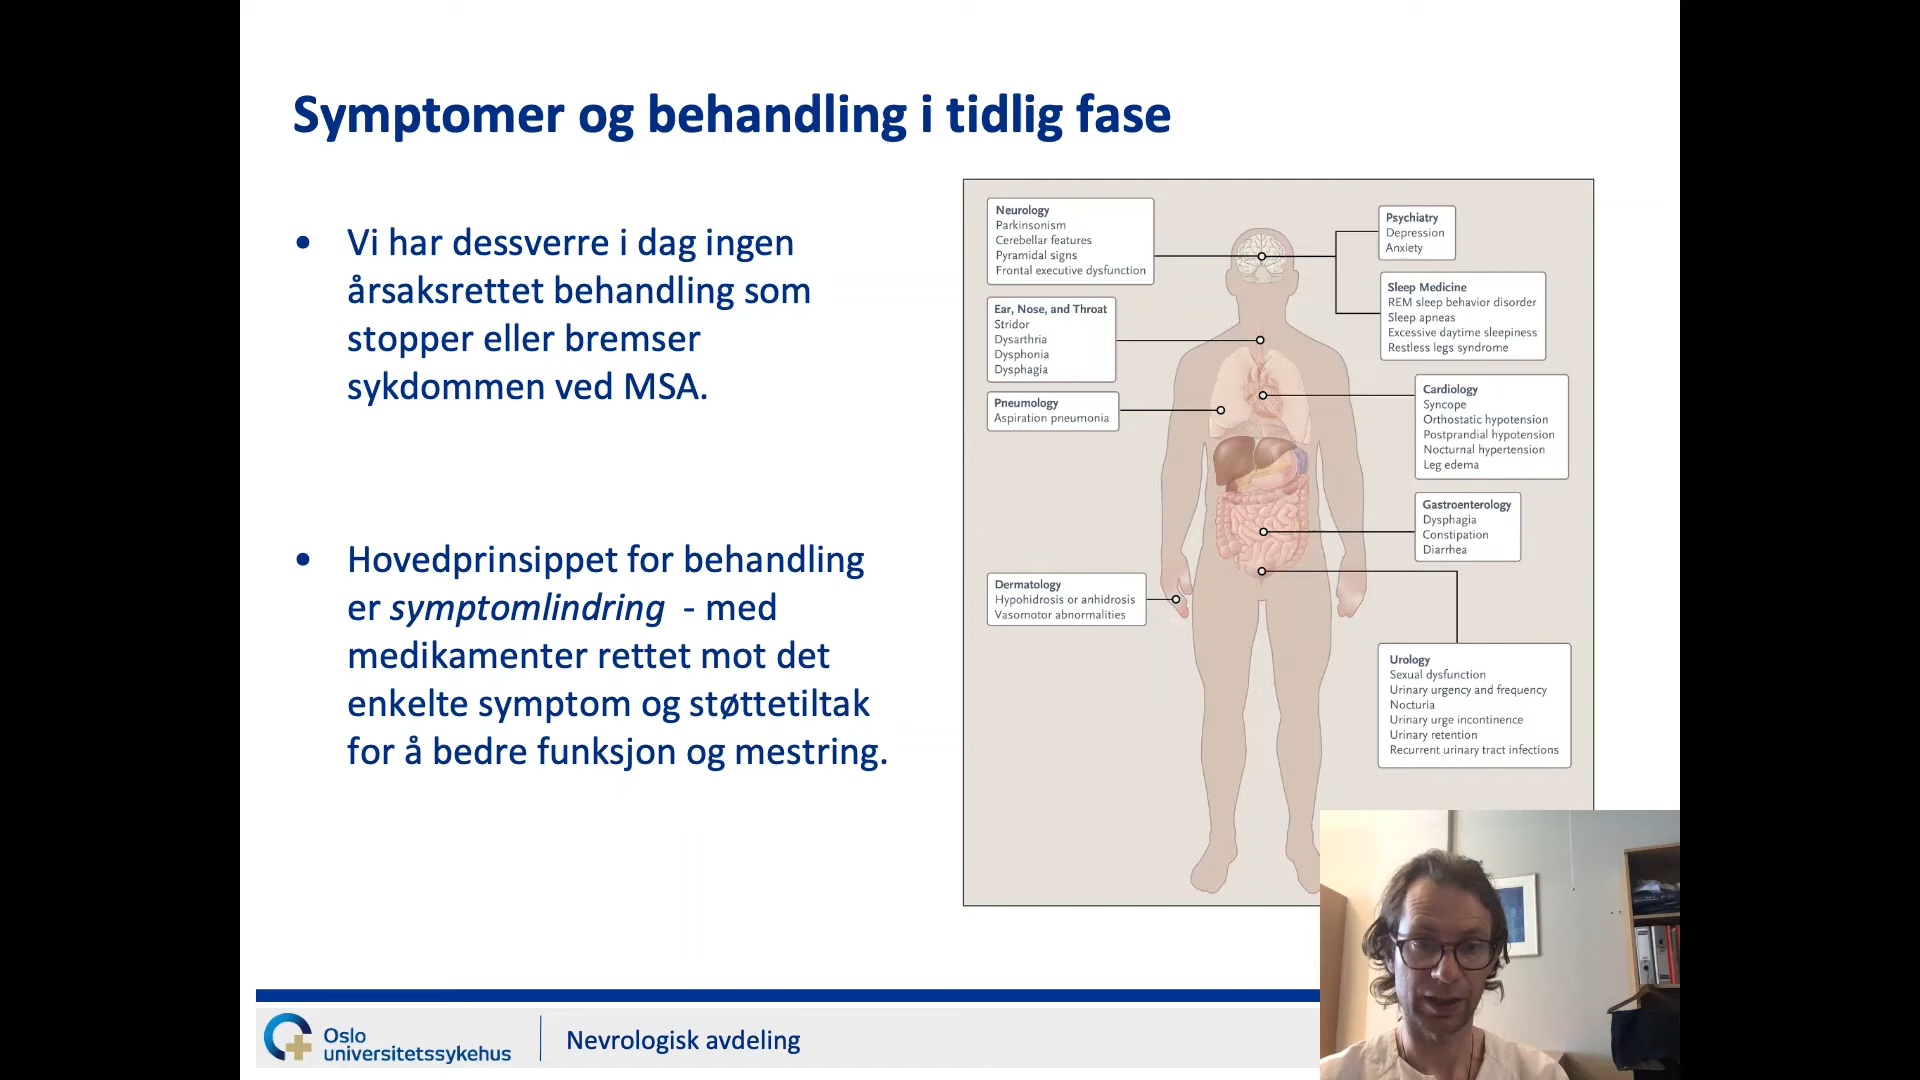 Symptomer og behandling i tidlig fase
• Vi har dessverre i dag ingen
årsaksrettet behandling som
stopper eller bremser
sykdommen ved MSA.
• Hovedprinsippet for behandling
er symptomlindring - med
medikamenter rettet mot det
enkelte symptom og støttetiltak
for å bedre funksjon og mestring.
Neurology
Parkinsonism
Cerebellar features
Pyramidal signs
Frontal executive dysfunction
Ear, Nose, and Throat
Stridor
Dysarthria
Dysphonia
Dysphagia
Pneumology
Aspiration pneumonia
Dermatology
Hypohidrosis or anhidrosis
Vasomotor abnormalities
Psychiatry
Depression
Anxiety
Sleep Medicine
REM sleep behavior disorder
Sleep apneas
Excessive daytime sleepiness
Restless legs syndrome
Cardiology
Syncope
Orthostatic hypotension
Postprandial hypotension
Nocturnal hypertension
Leg edema
Gastroenterology
Dysphagia
Constipation
Diarrhea
Urology
Sexual dysfunction
Urinary urgency and frequency
Nocturia
Urinary urge incontinence
Urinary retention
Recurrent urinary tract infections
Oslo
universitetssykehus
Nevrologisk avdeling